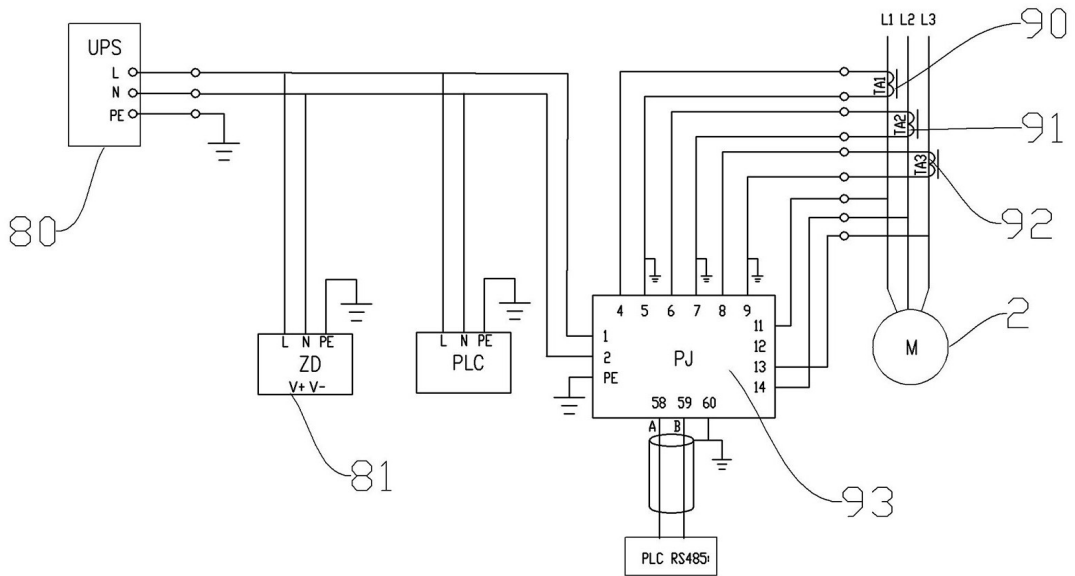 L1 L2 L3
90
UPS
L
N
PE
TA1
TA2
TA3
91
92
80
4 5 6 7 8 9
11
12
13
14
1
2
PE
PJ
58 59 60
L N PE
ZD
V+ V-
L N PE
PLC
M
2
A B
81
93
PLC RS485: